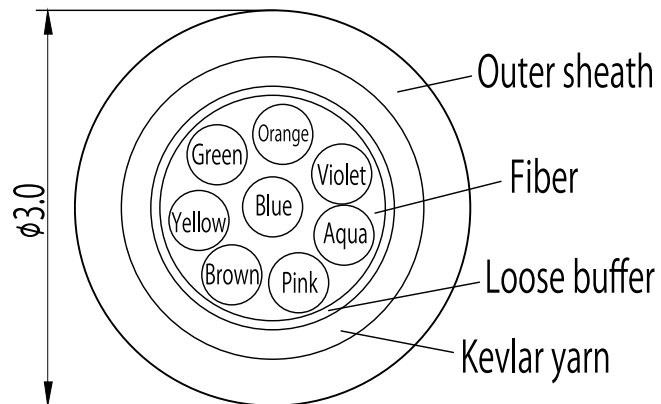 Outer sheath
Orange
Green
Violet
Fiber
Blue
Yellow
Aqua
ϕ3.0
Brown
Pink
Loose buffer
Kevlar yarn